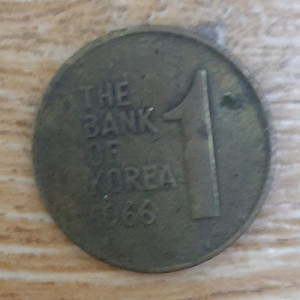 THE
BANK
OF
KOREA
1966
1